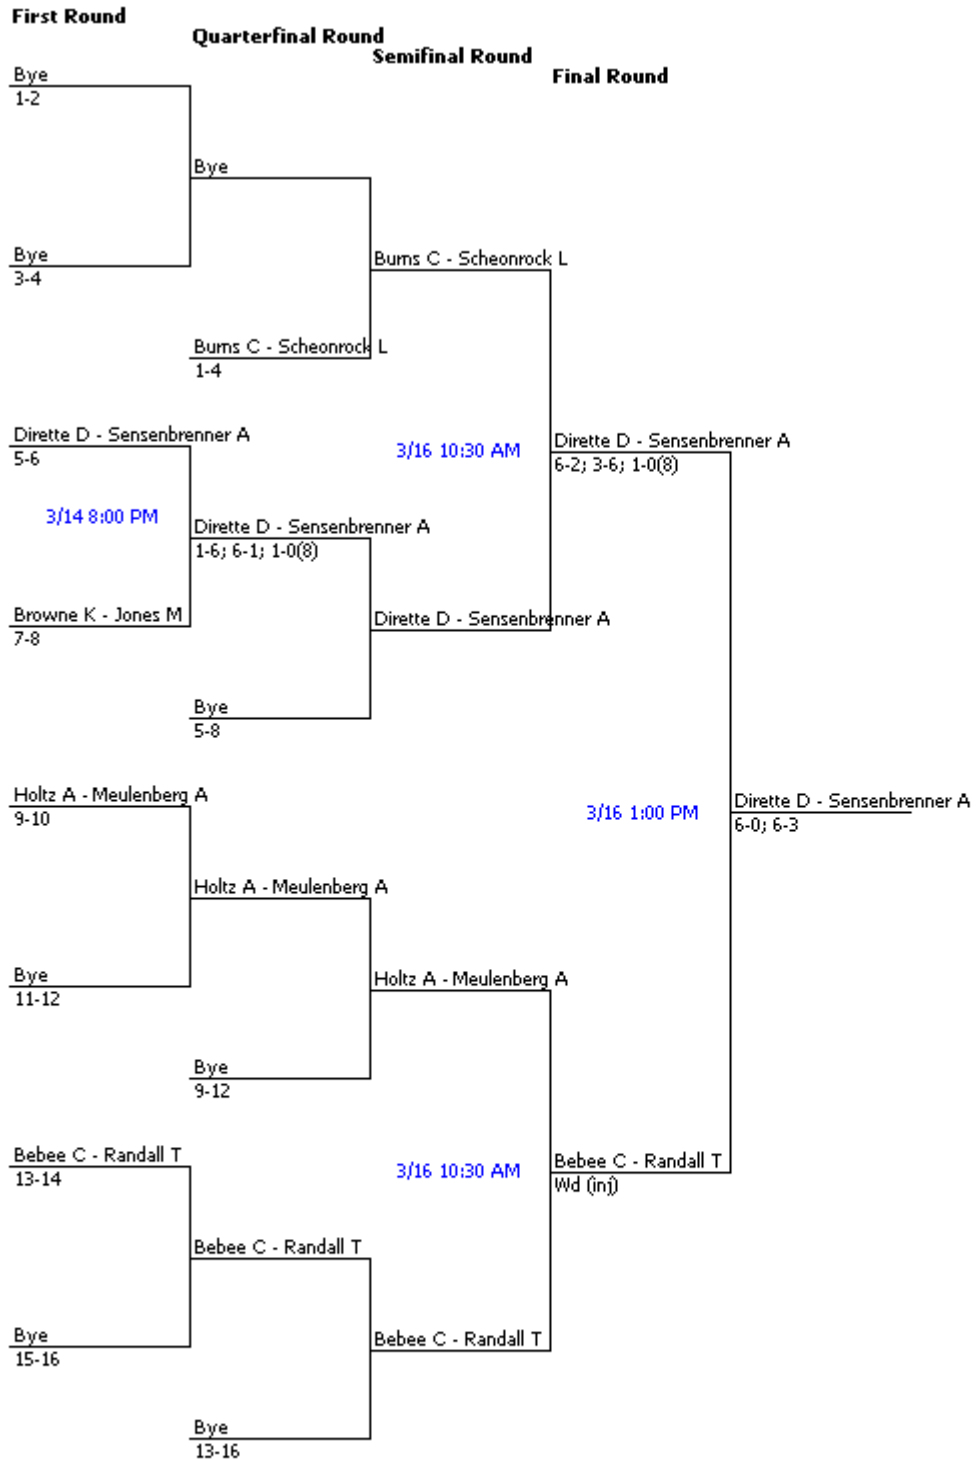 First Round
Quarterfinal Round
Semifinal Round
Final Round
Bye
1-2
Bye
Bye
3-4
Burns C - Scheonrock L
Burns C - Scheonrock L
1-4
Dirette D - Sensenbrenner A
5-6
3/16 10:30 AM
Dirette D - Sensenbrenner A
6-2; 3-6; 1-0(8)
3/14 8:00 PM
Dirette D - Sensenbrenner A
1-6; 6-1; 1-0(8)
Browne K - Jones M
7-8
Dirette D - Sensenbrenner A
Bye
5-8
Holtz A - Meulenberg A
9-10
3/16 1:00 PM
Dirette D - Sensenbrenner A
6-0; 6-3
Holtz A - Meulenberg A
Bye
11-12
Holtz A - Meulenberg A
Bye
9-12
Bebee C - Randall T
13-14
3/16 10:30 AM
Bebee C - Randall T
Wd (inj)
Bebee C - Randall T
Bye
15-16
Bebee C - Randall T
Bye
13-16